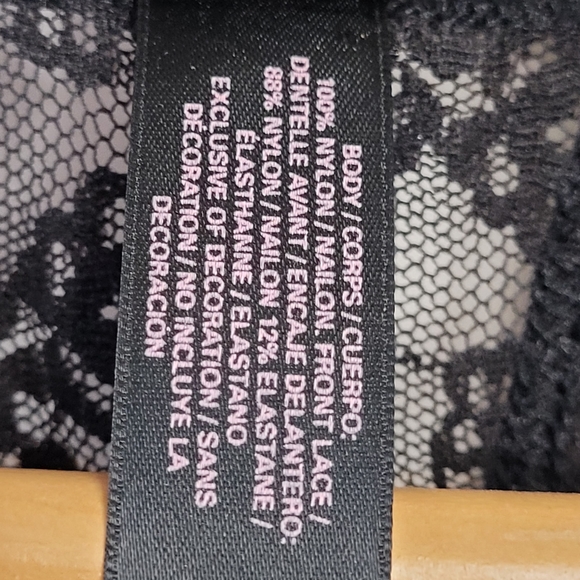 BODY / CORPS / CUERPO:
100% NYLON / NAILON. FRONT LACE /
DENTELLE AVANT / ENCAJE DELANTERO:
88% NYLON / NAILON 12% ELASTANE /
ÉLASTHANNE / ELASTANO
EXCLUSIVE OF DECORATION / SANS
DÉCORATION / NO INCLUYE LA
DECORACIÓN